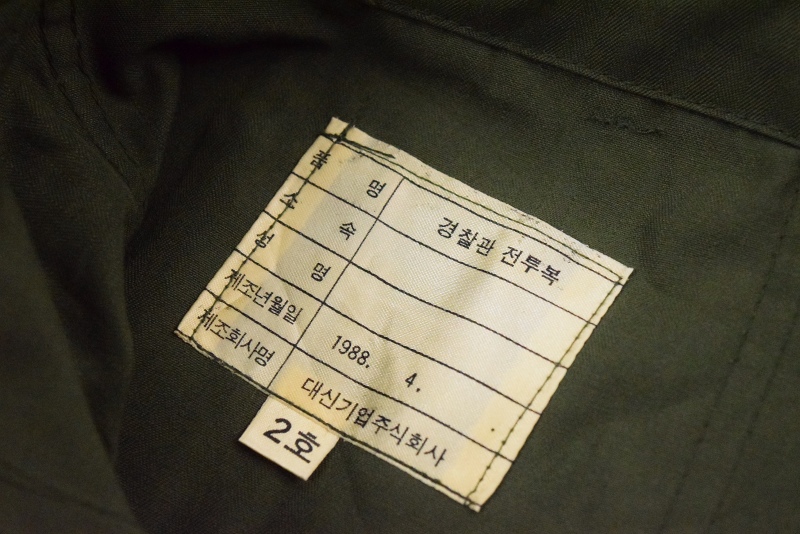 품 명 경찰관 전투복
소 속
성 명
제조년월일 1988. 4.
제조회사명 대신기업주식회사
2호